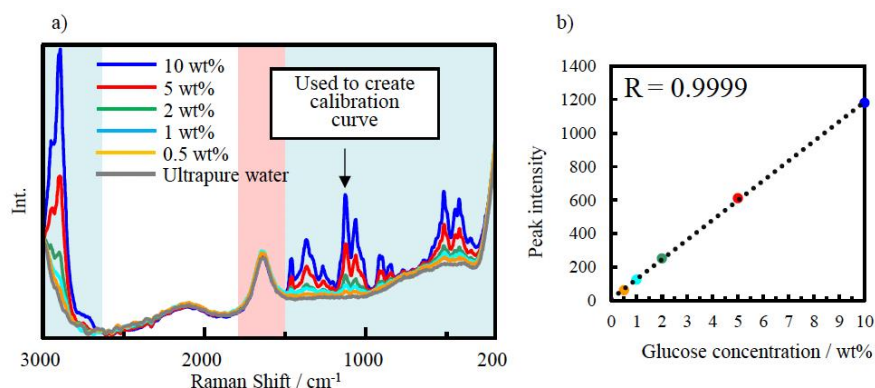 a)
10 wt%
5 wt%
2 wt%
1 wt%
0.5 wt%
Ultrapure water
Used to create
calibration
curve
Int.
3000
2000
1000
200
Raman Shift / cm⁻¹
b)
R = 0.9999
Peak intensity
1400
1200
1000
800
600
400
200
0
0 1 2 3 4 5 6 7 8 9 10
Glucose concentration / wt%